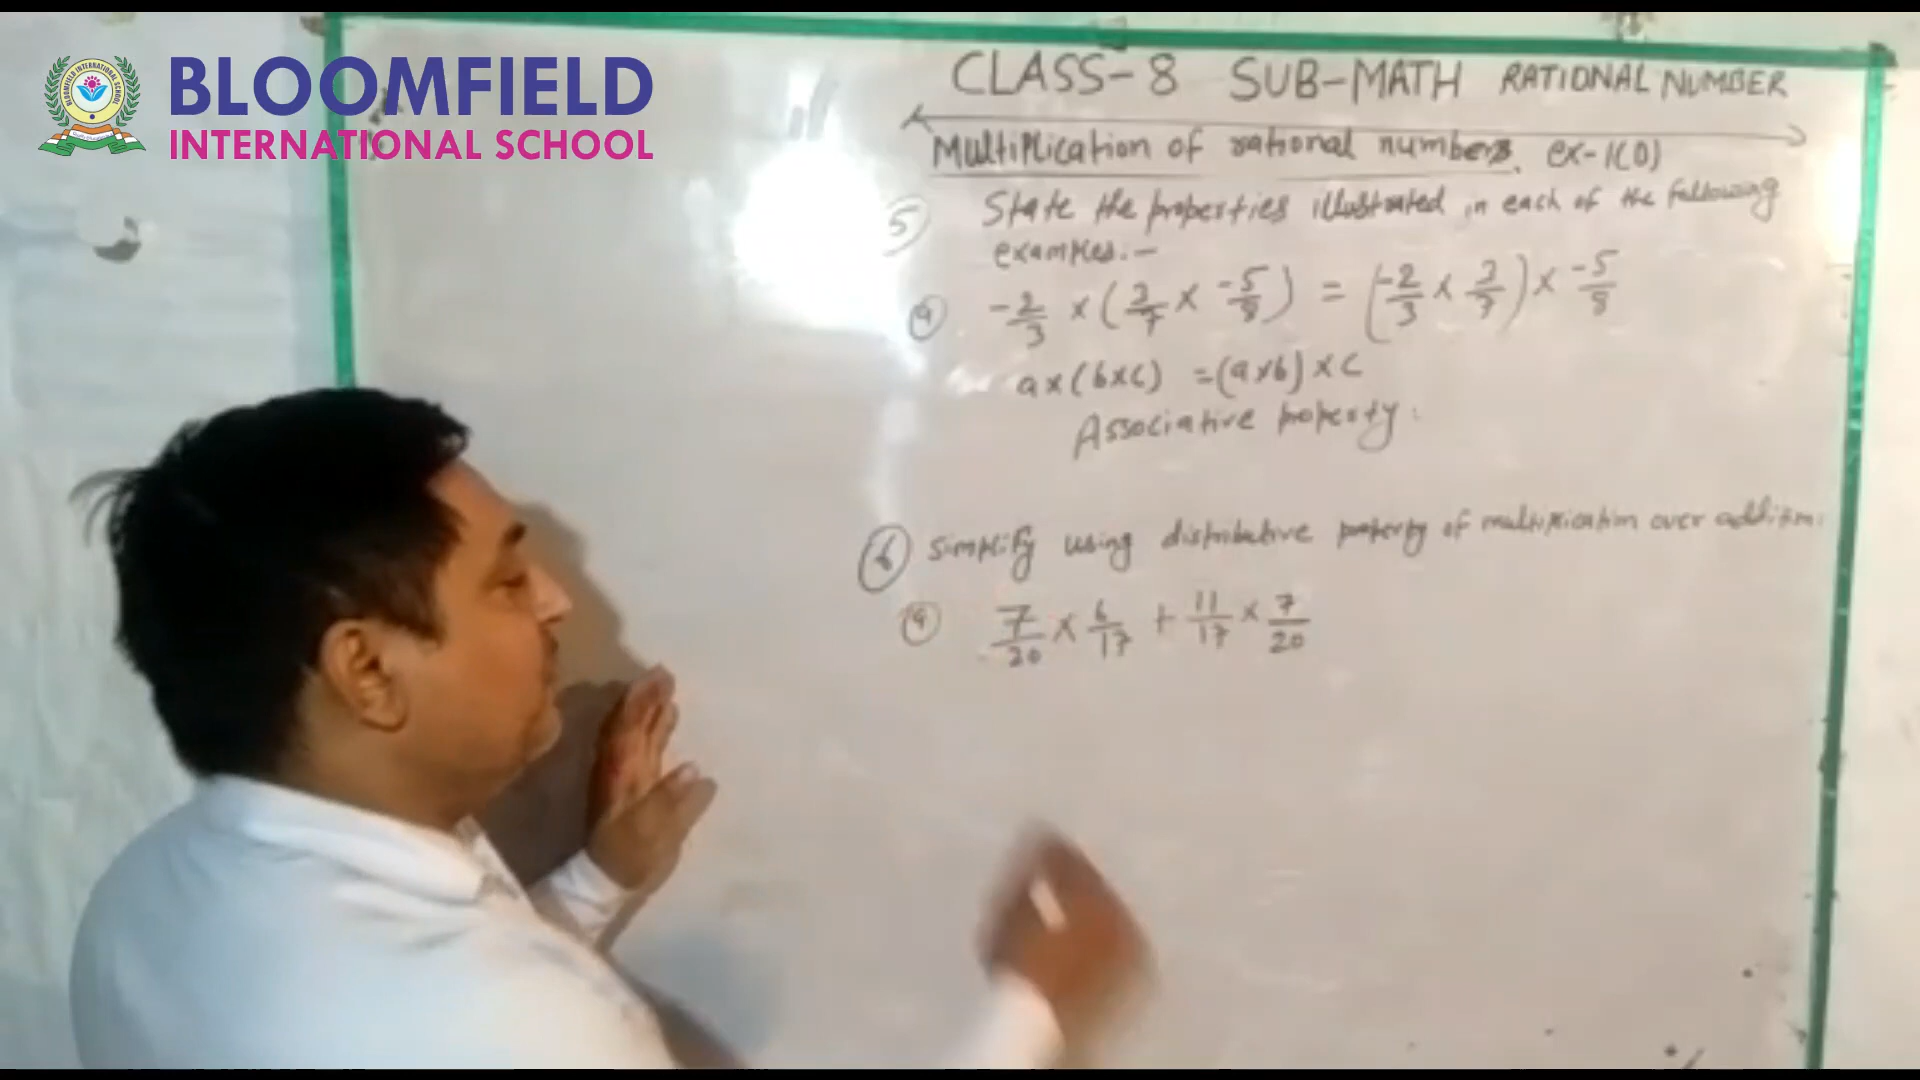 BLOOMFIELD
INTERNATIONAL SCHOOL
CLASS-8 SUB-MATH RATIONAL NUMBER
Multiplication of rational numbers. ex-1(D)
5 State the properties illustrated in each of the following
examples:-
(a) -2/3 × (3/7 × -5/8) = (-2/3 × 3/7) × -5/8
a×(b×c) =(a×b)×c
Associative property.
(6) Simplify using distributive property of multiplication over addition:
(a) 7/20 × 6/17 + 11/17 × 7/20